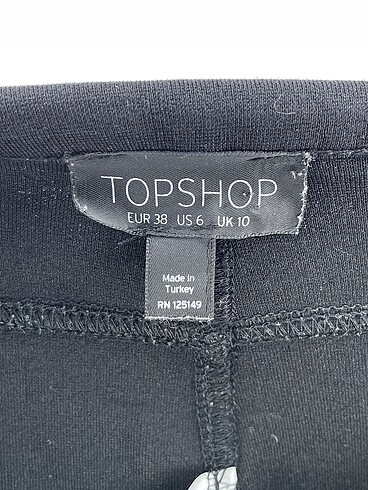 TOPSHOP
EUR 38 US 6 UK 10
Made in
Turkey
RN 125149